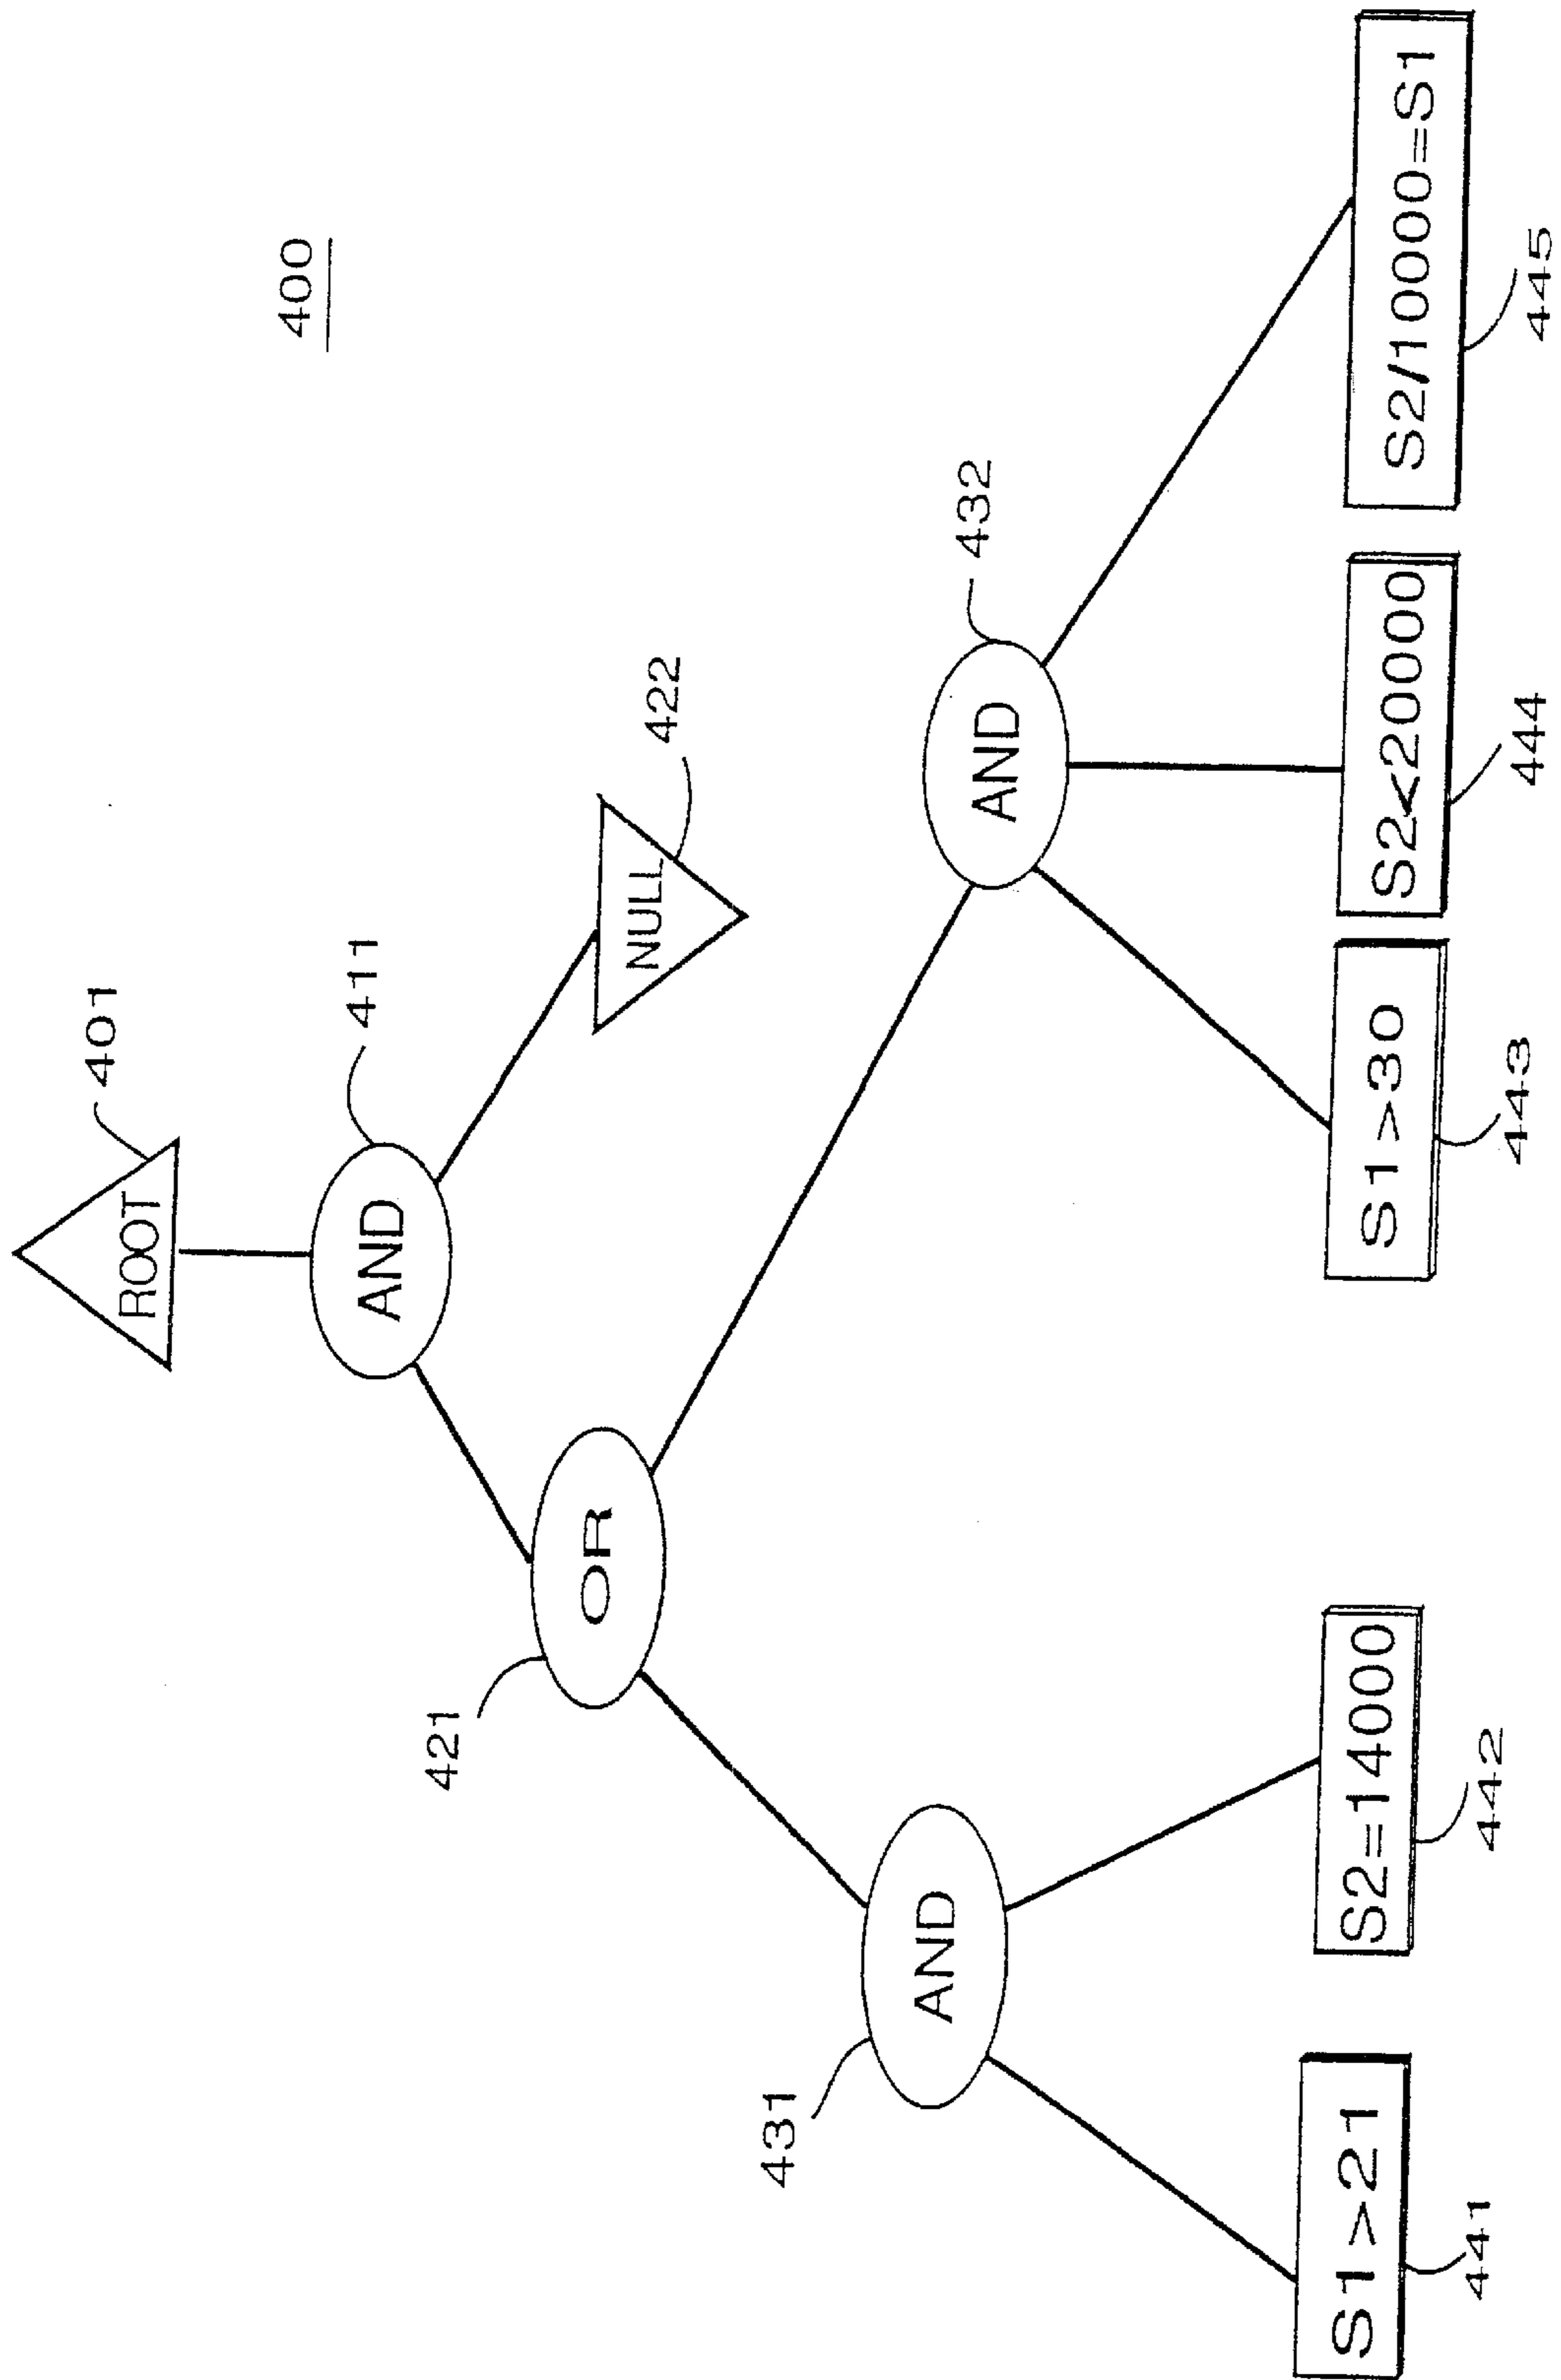 401
ROOT
400
411
AND
421
OR
NULL
422
431
AND
432
AND
S1>21
S2=14000
S1>30
S2<20000
S2/10000=S1
441
442
443
444
445